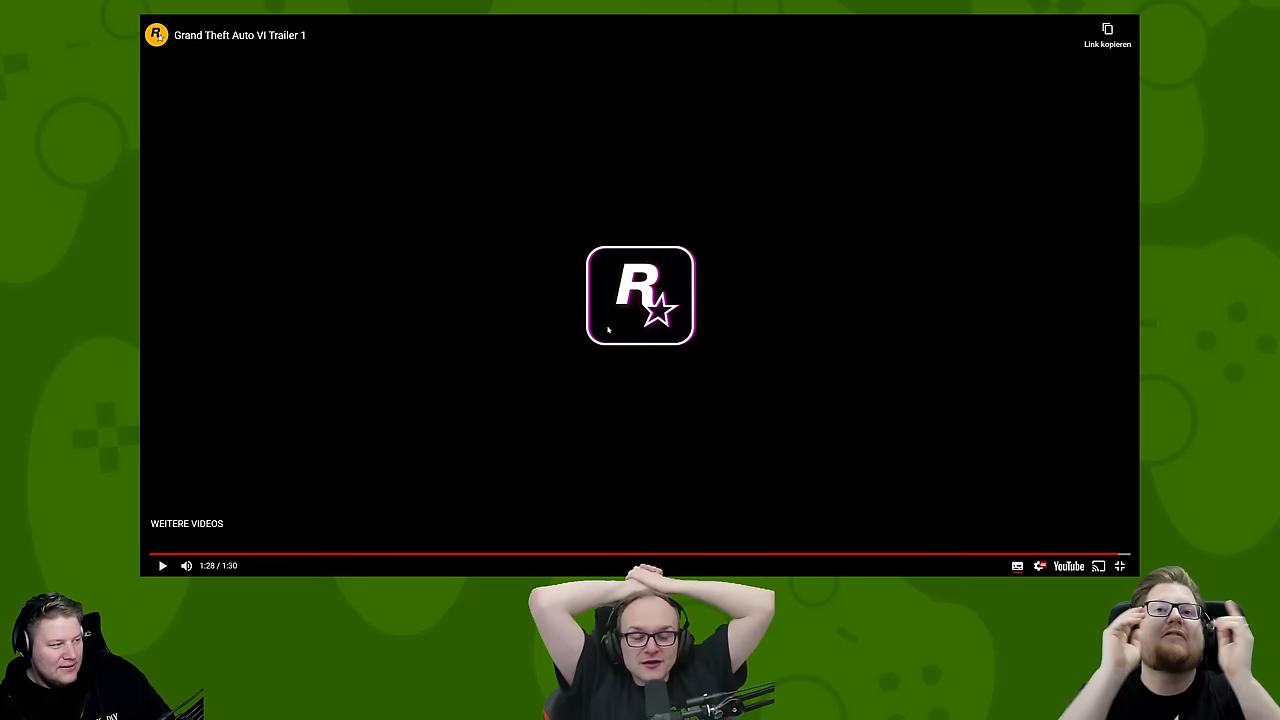 Grand Theft Auto VI Trailer 1
Link kopieren
R
R
WEITERE VIDEOS
1:28 / 1:30
YouTube